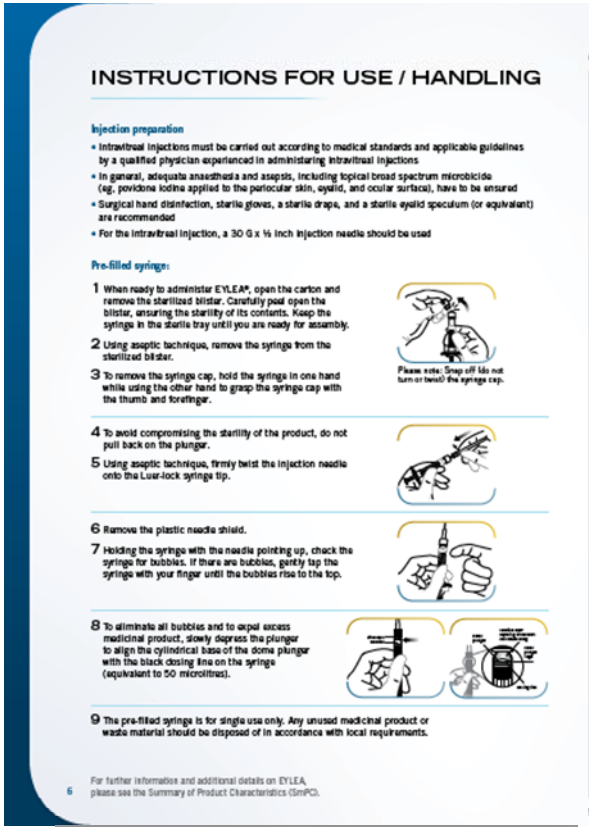 INSTRUCTIONS FOR USE / HANDLING
Injection preparation
• Intravitreal injections must be carried out according to medical standards and applicable guidelines
by a qualified physician experienced in administering intravitreal injections
• In general, adequate anaesthesia and asepsis, including topical broad spectrum microbicide
(eg, povidone iodine applied to the periocular skin, eyelid, and ocular surface), have to be ensured
• Surgical hand disinfection, sterile gloves, a sterile drape, and a sterile eyelid speculum (or equivalent)
are recommended
• For the intravitreal injection, a 30 G x ½ inch injection needle should be used
Pre-filled syringe:
1 When ready to administer EYLEA®, open the carton and
remove the sterilized blister. Carefully peel open the
blister, ensuring the sterility of its contents. Keep the
syringe in the sterile tray until you are ready for assembly.
2 Using aseptic technique, remove the syringe from the
sterilized blister.
3 To remove the syringe cap, hold the syringe in one hand
while using the other hand to grasp the syringe cap with
the thumb and forefinger.
Please note: Snap off (do not
turn or twist) the syringe cap.
4 To avoid compromising the sterility of the product, do not
pull back on the plunger.
5 Using aseptic technique, firmly twist the injection needle
onto the Luer-lock syringe tip.
6 Remove the plastic needle shield.
7 Holding the syringe with the needle pointing up, check the
syringe for bubbles. If there are bubbles, gently tap the
syringe with your finger until the bubbles rise to the top.
8 To eliminate all bubbles and to expel excess
medicinal product, slowly depress the plunger
to align the cylindrical base of the dome plunger
with the black dosing line on the syringe
(equivalent to 50 microlitres).
9 The pre-filled syringe is for single use only. Any unused medicinal product or
waste material should be disposed of in accordance with local requirements.
For further information and additional details on EYLEA,
6 please see the Summary of Product Characteristics (SmPC).